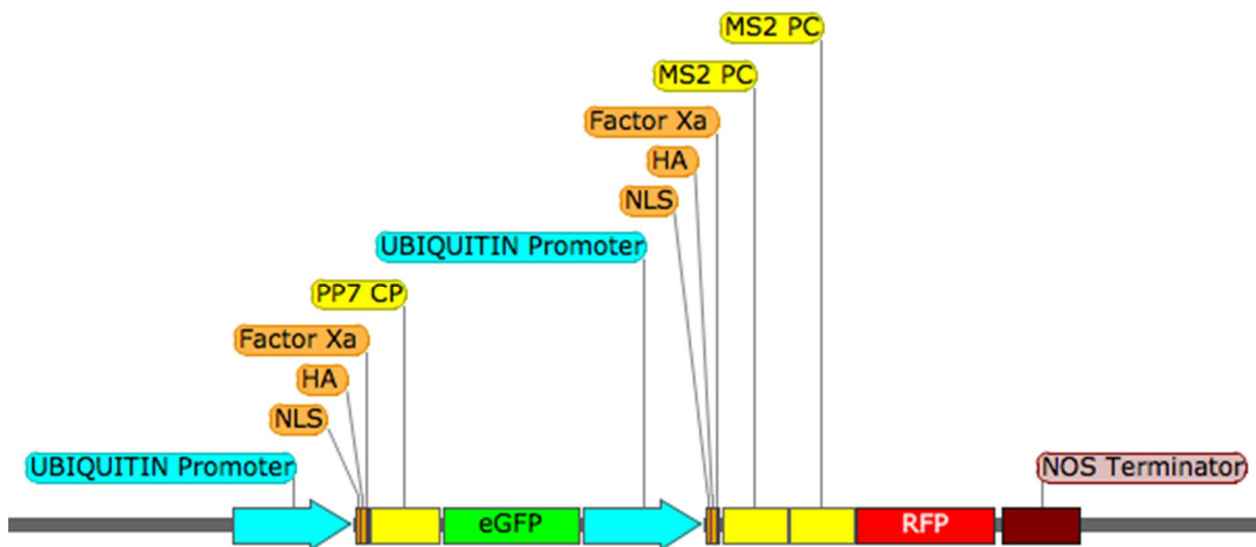 MS2 PC
MS2 PC
Factor Xa
HA
NLS
UBIQUITIN Promoter
PP7 CP
Factor Xa
HA
NLS
UBIQUITIN Promoter
NOS Terminator
eGFP
RFP